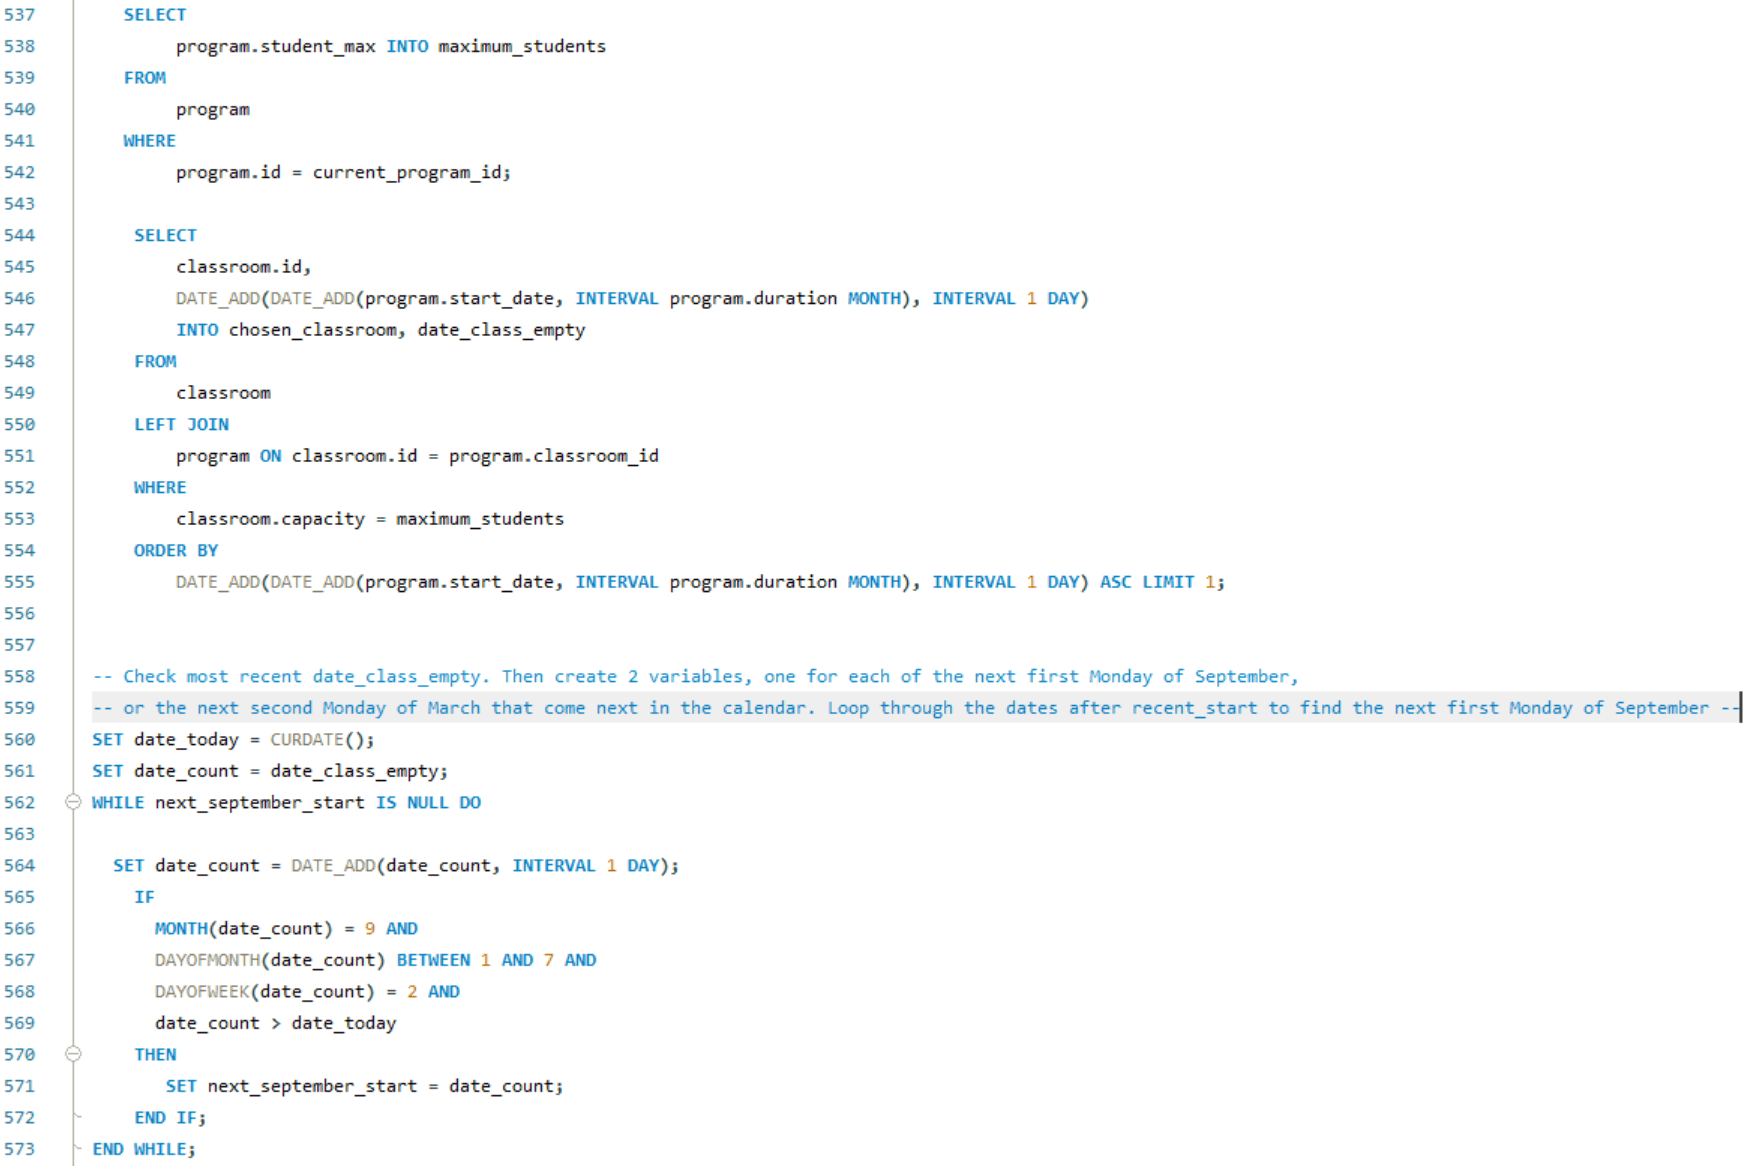 537 SELECT
538 program.student_max INTO maximum_students
539 FROM
540 program
541 WHERE
542 program.id = current_program_id;
543
544 SELECT
545 classroom.id,
546 DATE_ADD(DATE_ADD(program.start_date, INTERVAL program.duration MONTH), INTERVAL 1 DAY)
547 INTO chosen_classroom, date_class_empty
548 FROM
549 classroom
550 LEFT JOIN
551 program ON classroom.id = program.classroom_id
552 WHERE
553 classroom.capacity = maximum_students
554 ORDER BY
555 DATE_ADD(DATE_ADD(program.start_date, INTERVAL program.duration MONTH), INTERVAL 1 DAY) ASC LIMIT 1;
556
557
558 -- Check most recent date_class_empty. Then create 2 variables, one for each of the next first Monday of September,
559 -- or the next second Monday of March that come next in the calendar. Loop through the dates after recent_start to find the next first Monday of September --
560 SET date_today = CURDATE();
561 SET date_count = date_class_empty;
562 WHILE next_september_start IS NULL DO
563
564 SET date_count = DATE_ADD(date_count, INTERVAL 1 DAY);
565 IF
566 MONTH(date_count) = 9 AND
567 DAYOFMONTH(date_count) BETWEEN 1 AND 7 AND
568 DAYOFWEEK(date_count) = 2 AND
569 date_count > date_today
570 THEN
571 SET next_september_start = date_count;
572 END IF;
573 END WHILE;